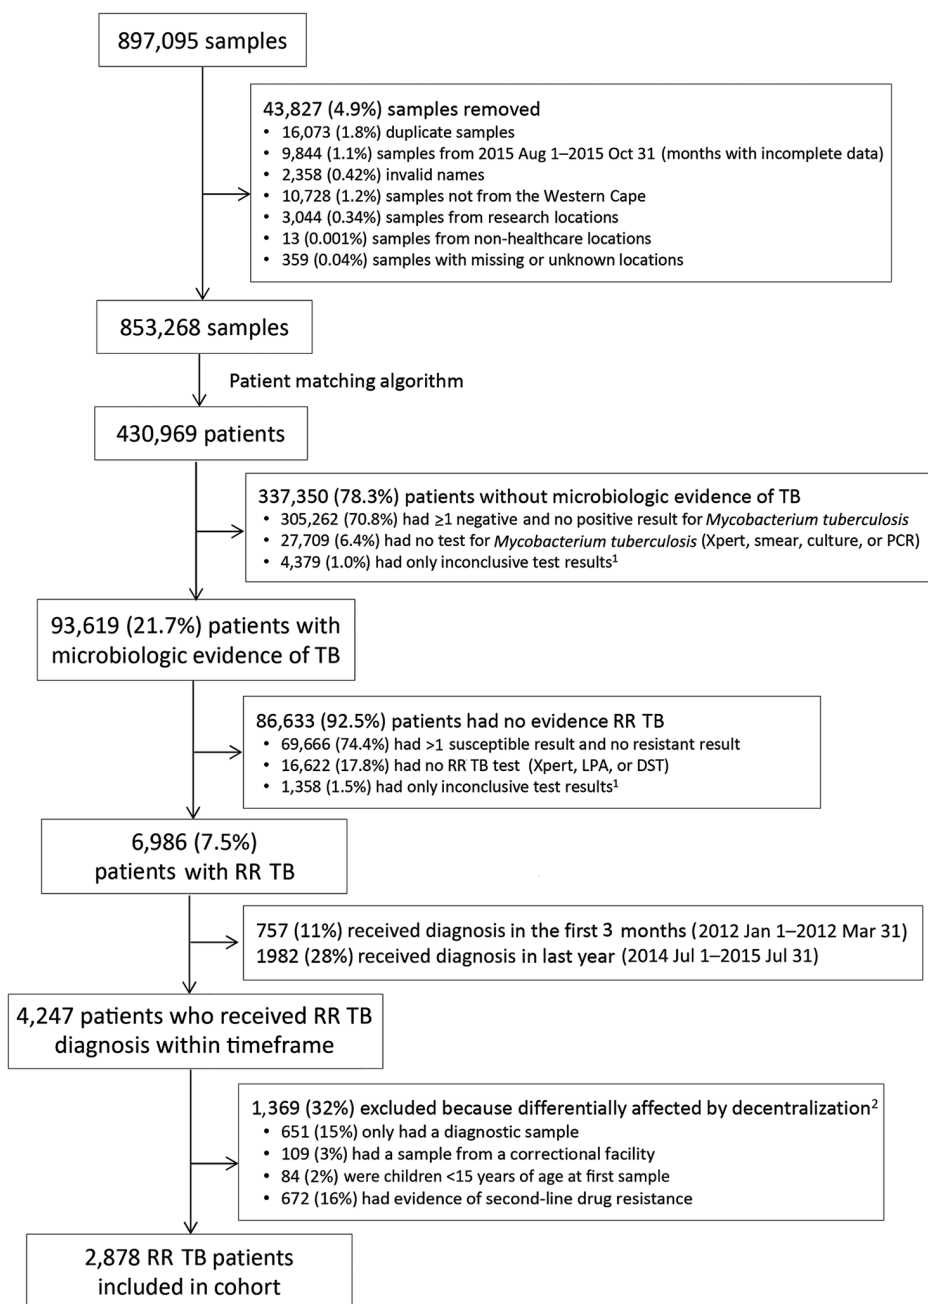 897,095 samples
43,827 (4.9%) samples removed
• 16,073 (1.8%) duplicate samples
• 9,844 (1.1%) samples from 2015 Aug 1–2015 Oct 31 (months with incomplete data)
• 2,358 (0.42%) invalid names
• 10,728 (1.2%) samples not from the Western Cape
• 3,044 (0.34%) samples from research locations
• 13 (0.001%) samples from non-healthcare locations
• 359 (0.04%) samples with missing or unknown locations
853,268 samples
Patient matching algorithm
430,969 patients
337,350 (78.3%) patients without microbiologic evidence of TB
• 305,262 (70.8%) had ≥1 negative and no positive result for Mycobacterium tuberculosis
• 27,709 (6.4%) had no test for Mycobacterium tuberculosis (Xpert, smear, culture, or PCR)
• 4,379 (1.0%) had only inconclusive test results¹
93,619 (21.7%) patients with
microbiologic evidence of TB
86,633 (92.5%) patients had no evidence RR TB
• 69,666 (74.4%) had >1 susceptible result and no resistant result
• 16,622 (17.8%) had no RR TB test (Xpert, LPA, or DST)
• 1,358 (1.5%) had only inconclusive test results¹
6,986 (7.5%)
patients with RR TB
757 (11%) received diagnosis in the first 3 months (2012 Jan 1–2012 Mar 31)
1982 (28%) received diagnosis in last year (2014 Jul 1–2015 Jul 31)
4,247 patients who received RR TB
diagnosis within timeframe
1,369 (32%) excluded because differentially affected by decentralization²
• 651 (15%) only had a diagnostic sample
• 109 (3%) had a sample from a correctional facility
• 84 (2%) were children <15 years of age at first sample
• 672 (16%) had evidence of second-line drug resistance
2,878 RR TB patients
included in cohort